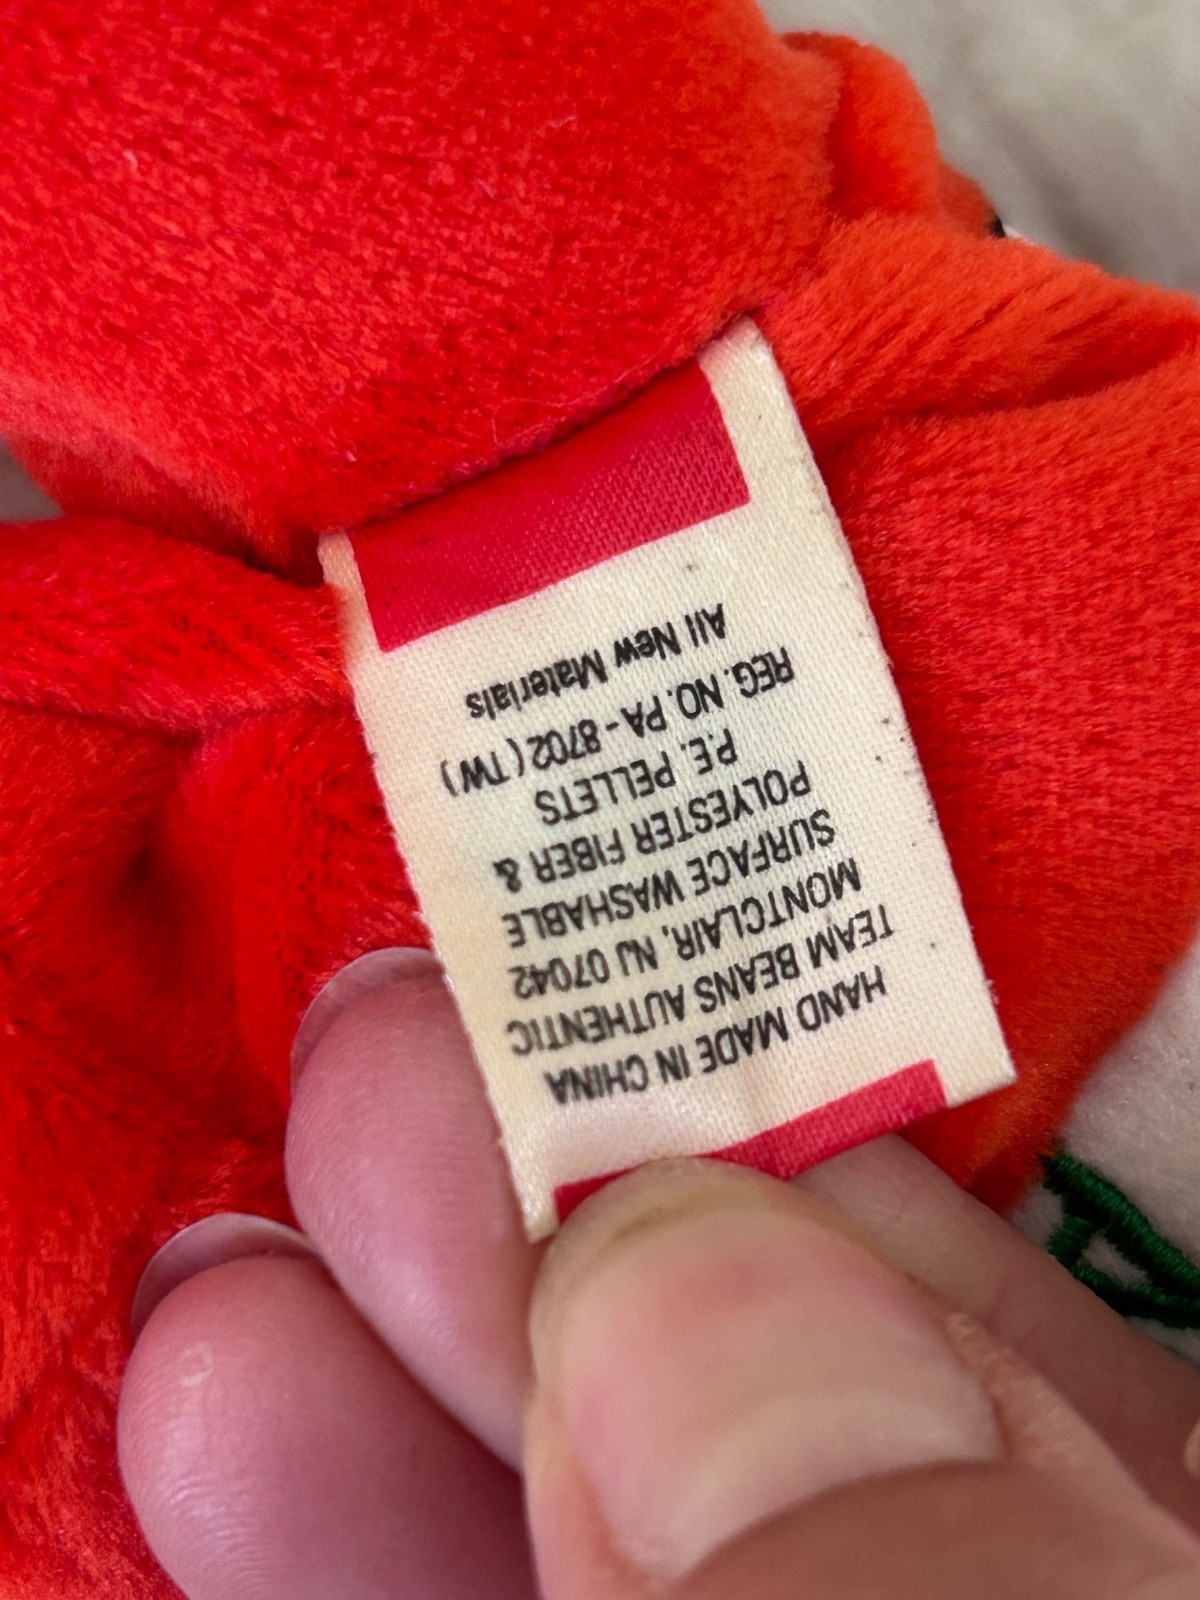 HAND MADE IN CHINA
TEAM BEANS AUTHENTIC
MONTCLAIR, NJ 07042
SURFACE WASHABLE
POLYESTER FIBER &
P.E. PELLETS
REG. NO. PA - 8702 ( TW )
All New Materials